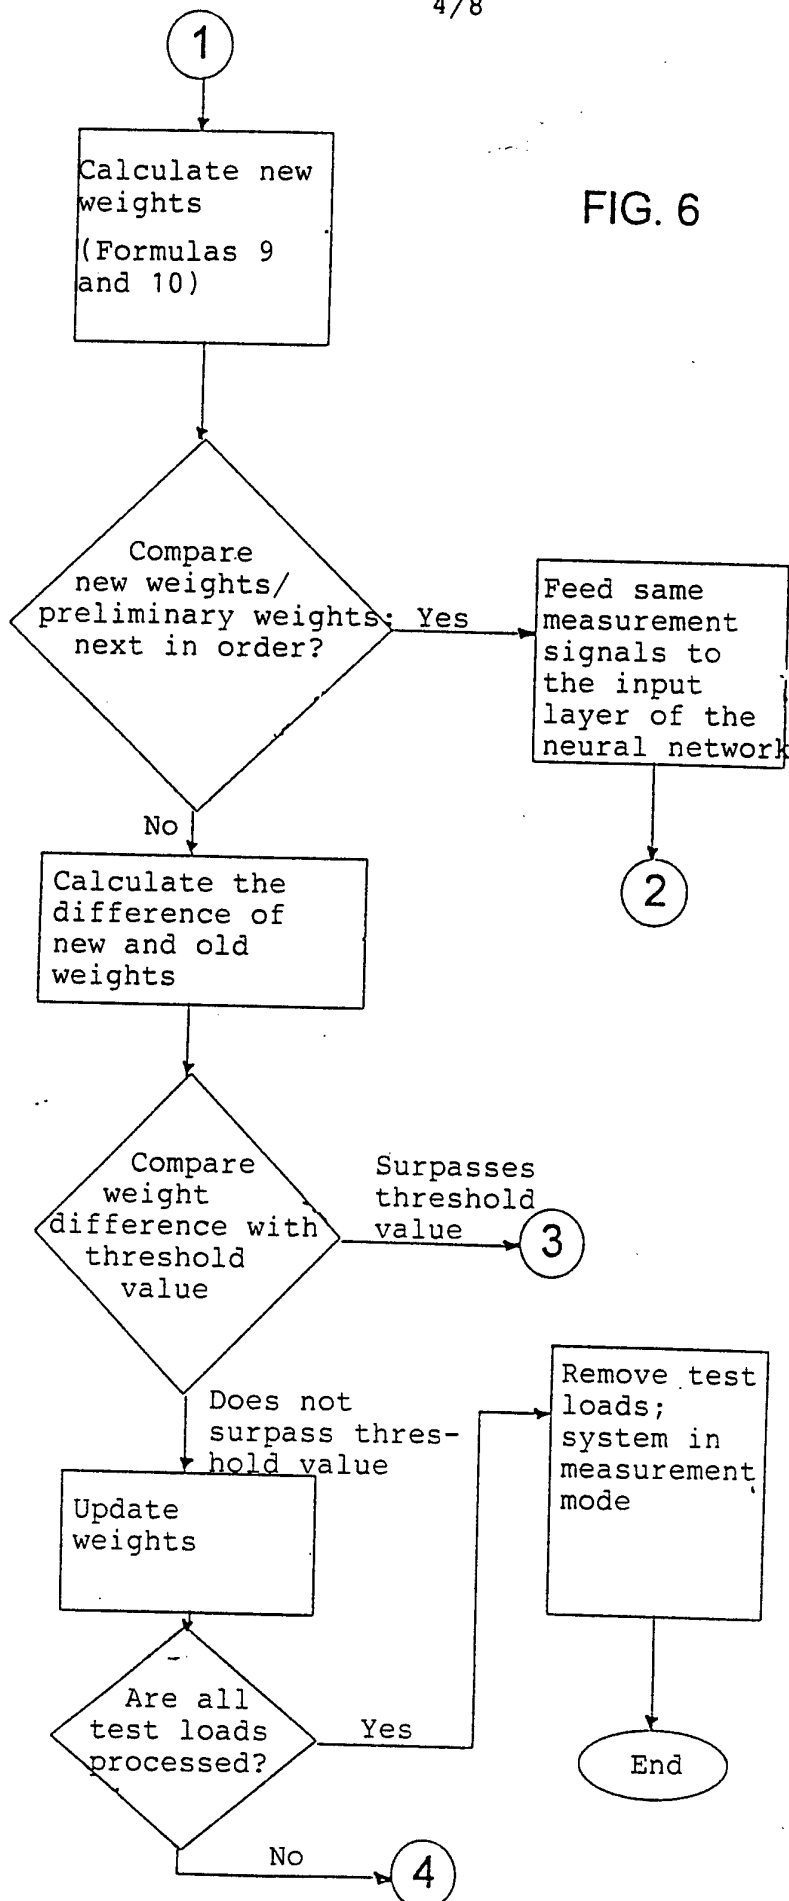 4/8
1
Calculate new
weights
(Formulas 9
and 10)
FIG. 6
Compare
new weights/
preliminary weights;
next in order?
Yes
Feed same
measurement
signals to
the input
layer of the
neural network
No
2
Calculate the
difference of
new and old
weights
Compare
weight
difference with
threshold
value
Surpasses
threshold
value
3
Does not
surpass thres-
hold value
Remove test
loads;
system in
measurement
mode
Update
weights
Are all
test loads
processed?
Yes
End
No
4